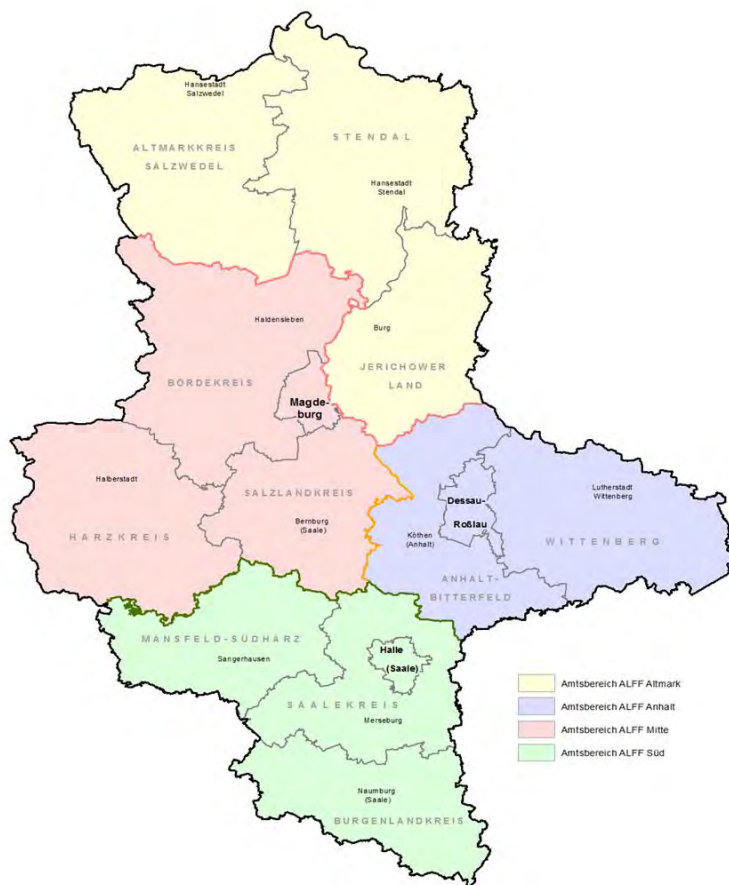 Hansestadt
Salzwedel
ALTMARKKREIS
SALZWEDEL
STENDAL
Hansestadt
Stendal
Haldensleben
Burg
JERICHOWER
LAND
BÖRDEKREIS
Magde-
burg
Halberstadt
SALZLANDKREIS
Bernburg
(Saale)
HARZKREIS
Dessau-
Roßlau
Lutherstadt
Wittenberg
Köthen
(Anhalt)
WITTENBERG
ANHALT-
BITTERFELD
MANSFELD-SÜDHARZ
Sangerhausen
Halle
(Saale)
SAALEKREIS
Merseburg
Naumburg
(Saale)
BURGENLANDKREIS
Amtsbereich ALFF Altmark
Amtsbereich ALFF Anhalt
Amtsbereich ALFF Mitte
Amtsbereich ALFF Süd